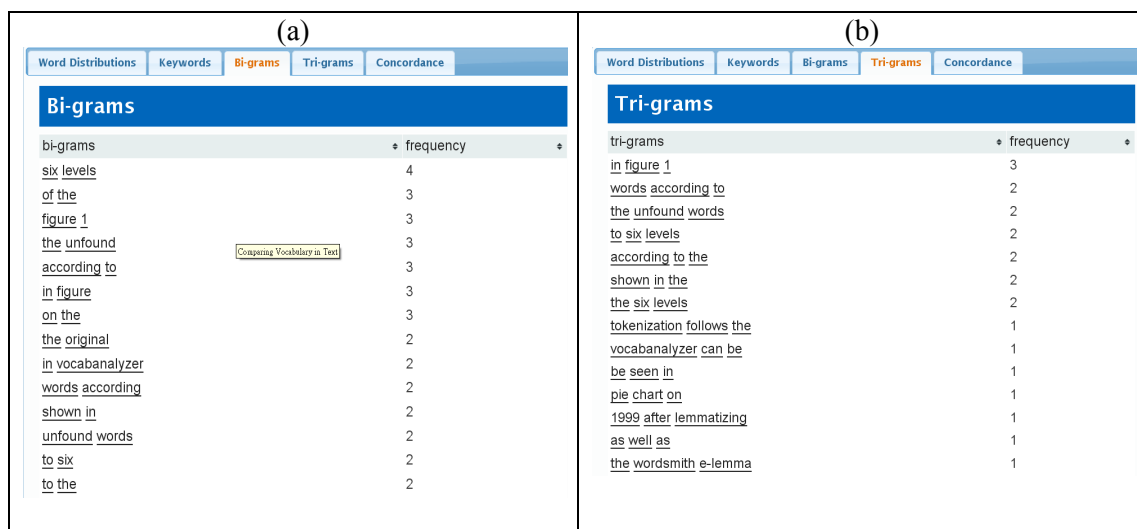 (a)
Word Distributions Keywords Bi-grams Tri-grams Concordance
Bi-grams
bi-grams frequency
six levels 4
of the 3
figure 1 3
the unfound 3
Comparing Vocabulary in Text
according to 3
in figure 3
on the 3
the original 2
in vocabanalyzer 2
words according 2
shown in 2
unfound words 2
to six 2
to the 2
(b)
Word Distributions Keywords Bi-grams Tri-grams Concordance
Tri-grams
tri-grams frequency
in figure 1 3
words according to 2
the unfound words 2
to six levels 2
according to the 2
shown in the 2
the six levels 2
tokenization follows the 1
vocabanalyzer can be 1
be seen in 1
pie chart on 1
1999 after lemmatizing 1
as well as 1
the wordsmith e-lemma 1